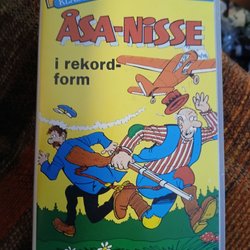 ÅSA-NISSE
i rekord-
form